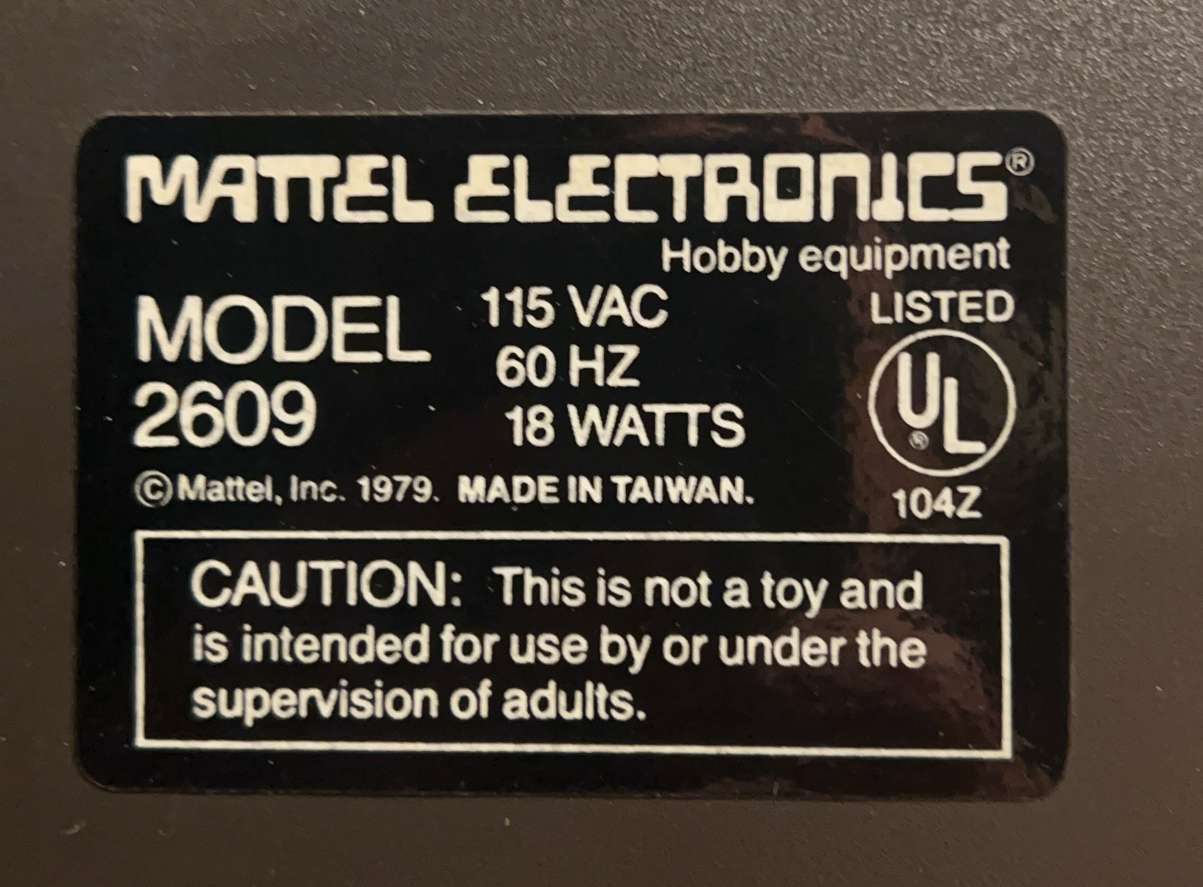 MATTEL ELECTRONICS®
Hobby equipment
MODEL
2609
115 VAC
60 HZ
18 WATTS
LISTED
UL®
104Z
©Mattel, Inc. 1979. MADE IN TAIWAN.
CAUTION: This is not a toy and
is intended for use by or under the
supervision of adults.